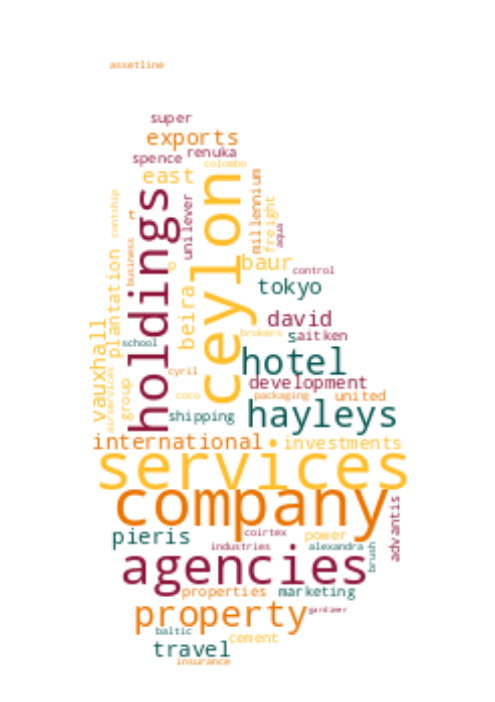 assetline
super
exports
spence renuka
colombo
east
holdings
ceylon
unilever
millennium
freight
aqua
contship
t
business
baur
control
plantation
b
beira
tokyo
david
vauxhall
brokers
s
aitken
school
hotel
cyril
airservices
group
development
coco
packaging
united
shipping
hayleys
international
investments
services
company
advantis
pieris
coirtex
power
industries
alexandra
brush
agencies
properties
marketing
property
gardiner
baltic
cement
travel
insurance